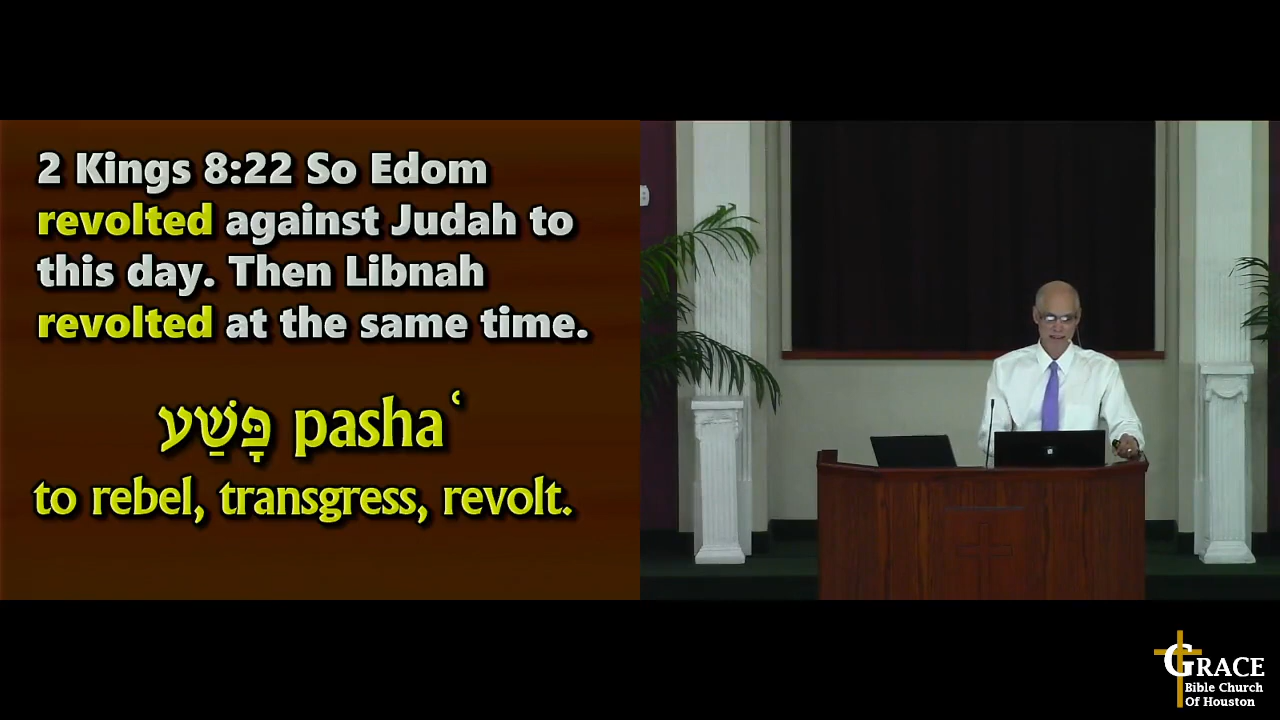 2 Kings 8:22 So Edom
revolted against Judah to
this day. Then Libnah
revolted at the same time.
פָּשַׁע pashaʿ
to rebel, transgress, revolt.
GRACE
Bible Church
Of Houston